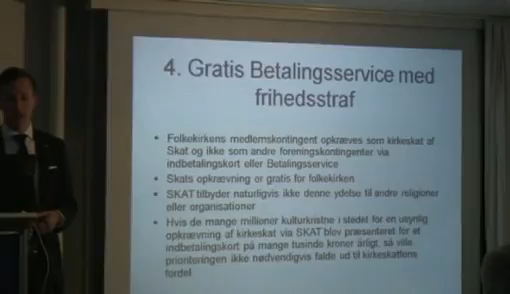 4. Gratis Betalingsservice med
frihedsstraf
• Folkekirkens medlemskontingent opkræves som kirkeskat af
Skat og ikke som andre foreningskontingenter via
indbetalingskort eller Betalingsservice
• Skats opkrævning er gratis for folkekirken
• SKAT tilbyder naturligvis ikke denne ydelse til andre religioner
eller organisationer
• Hvis de mange millioner kulturkristne i stedet for en usynlig
opkrævning af kirkeskat via SKAT blev præsenteret for et
indbetalingskort på mange tusinde kroner årligt, så ville
prioriteringen ikke nødvendigvis falde ud til kirkeskattens
fordel